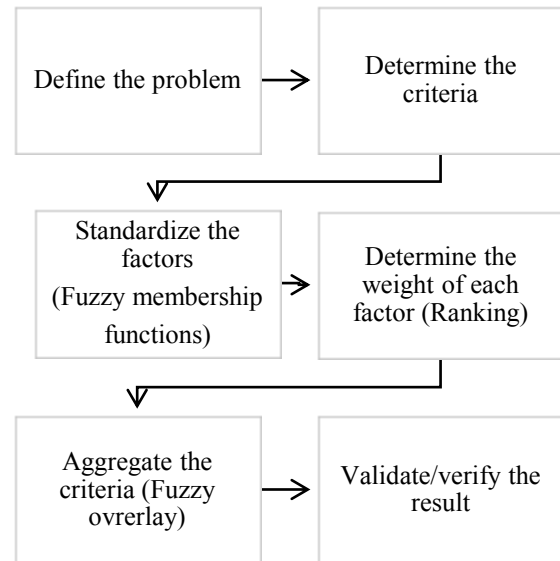 Define the problem
Determine the
criteria
Standardize the
factors
(Fuzzy membership
functions)
Determine the
weight of each
factor (Ranking)
Aggregate the
criteria (Fuzzy
ovrerlay)
Validate/verify the
result